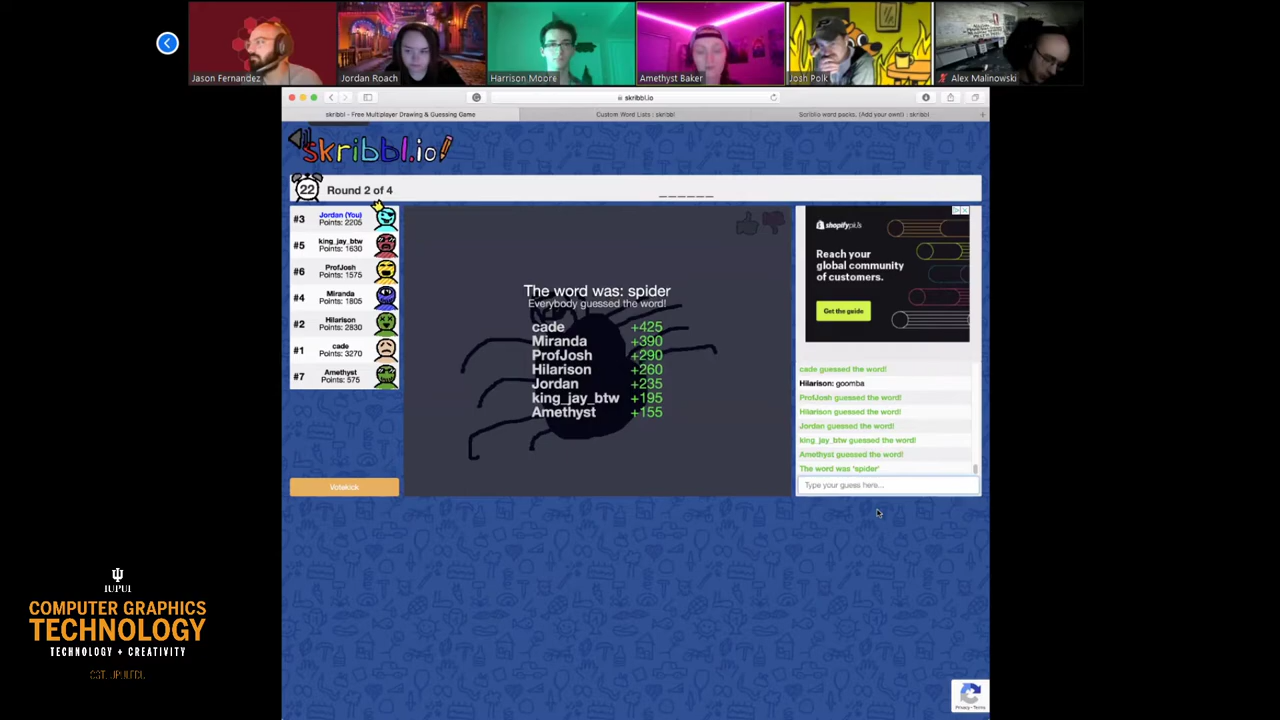 Jason Fernandez
Jordan Roach
Harrison Moore
Amethyst Baker
Josh Polk
Alex Malinowski
skribbl.io
skribbl - Free Multiplayer Drawing & Guessing Game
Custom Word Lists : skribbl
Scriblio word packs. (Add your own!) : skribbl
skribbl.io
22
Round 2 of 4
______
#3 Jordan (You)
Points: 2205
#5 king_jay_btw
Points: 1630
#6 ProfJosh
Points: 1575
#4 Miranda
Points: 1805
#2 Hilarison
Points: 2830
#1 cade
Points: 3270
#7 Amethyst
Points: 575
Votekick
The word was: spider
Everybody guessed the word!
cade +425
Miranda +390
ProfJosh +290
Hilarison +260
Jordan +235
king_jay_btw +195
Amethyst +155
shopify
Reach your
global community
of customers.
Get the guide
cade guessed the word!
Hilarison: goomba
ProfJosh guessed the word!
Hilarison guessed the word!
Jordan guessed the word!
king_jay_btw guessed the word!
Amethyst guessed the word!
The word was 'spider'
Type your guess here...
IUPUI
COMPUTER GRAPHICS
TECHNOLOGY
TECHNOLOGY + CREATIVITY
Privacy - Terms